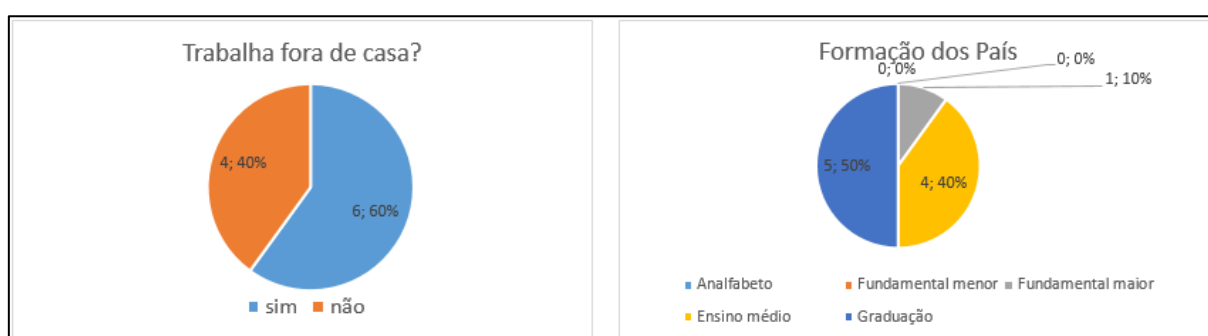 Trabalha fora de casa?
4; 40%
6; 60%
sim não
Formação dos País
0; 0%
0; 0%
1; 10%
5; 50%
4; 40%
Analfabeto Fundamental menor Fundamental maior
Ensino médio Graduação